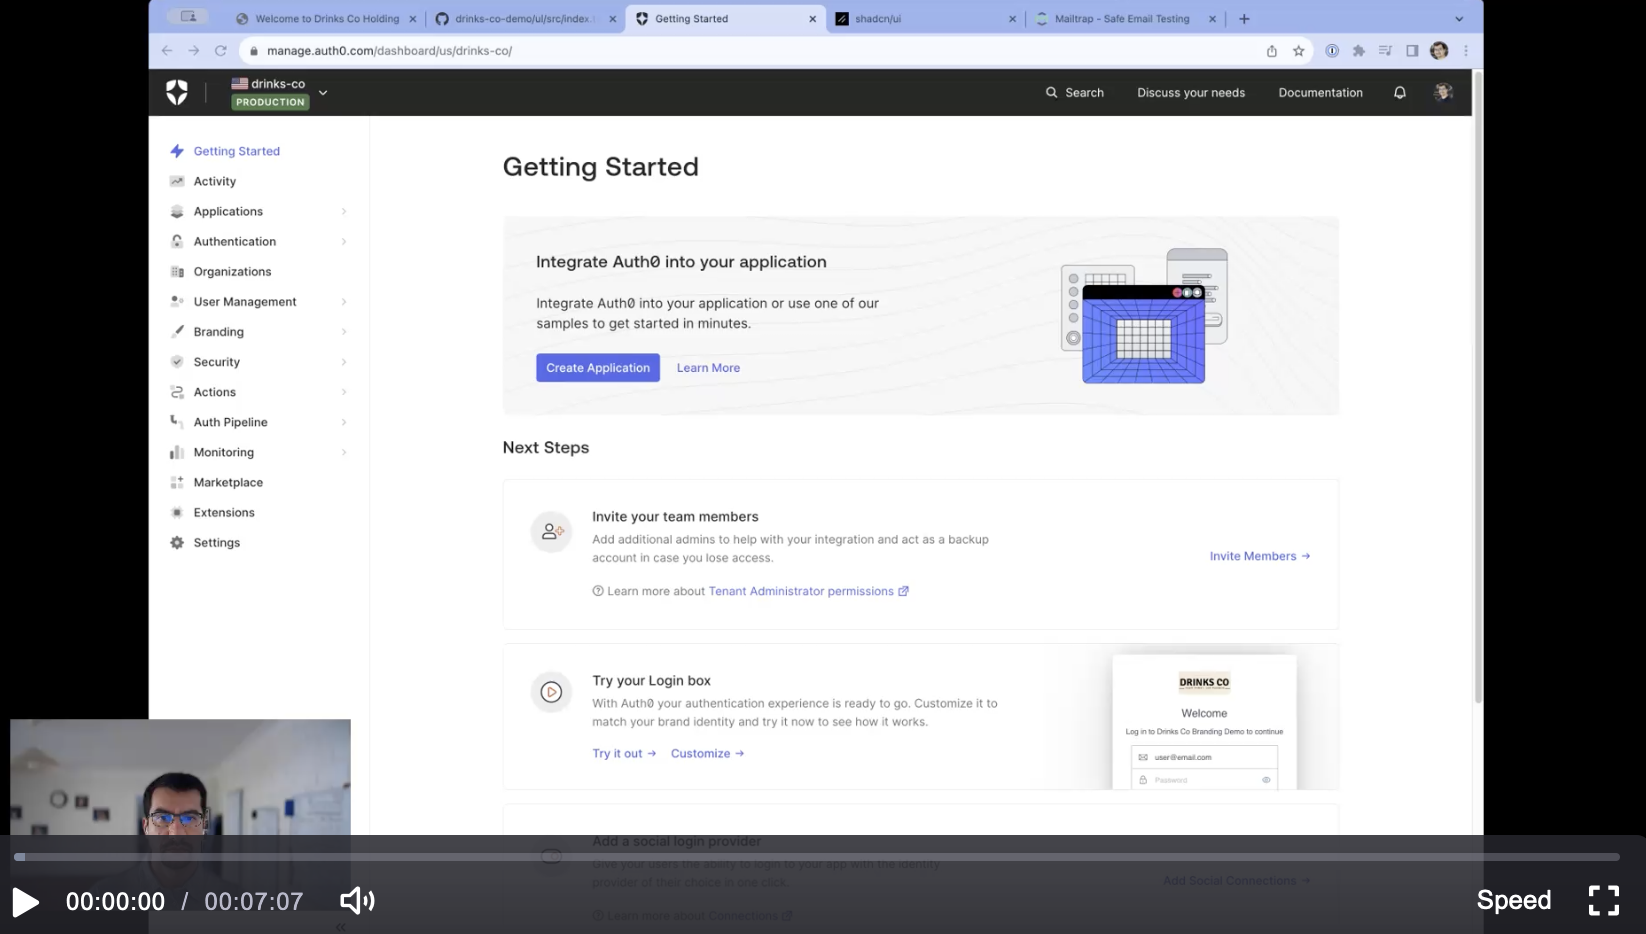 Welcome to Drinks Co Holding
drinks-co-demo/ul/src/index.
Getting Started
shadcn/ui
Mailtrap - Safe Email Testing
manage.auth0.com/dashboard/us/drinks-co/
drinks-co
PRODUCTION
Search
Discuss your needs
Documentation
Getting Started
Activity
Applications
Authentication
Organizations
User Management
Branding
Security
Actions
Auth Pipeline
Monitoring
Marketplace
Extensions
Settings
Getting Started
Integrate Auth0 into your application
Integrate Auth0 into your application or use one of our
samples to get started in minutes.
Create Application
Learn More
Next Steps
Invite your team members
Add additional admins to help with your integration and act as a backup
account in case you lose access.
Learn more about Tenant Administrator permissions
Invite Members →
Try your Login box
With Auth0 your authentication experience is ready to go. Customize it to
match your brand identity and try it now to see how it works.
Try it out →
Customize →
DRINKS CO
Welcome
Log in to Drinks Co Branding Demo to continue
user@email.com
Password
Add a social login provider
Give your users the ability to login to your app with the identity
provider of their choice in one click.
Add Social Connections →
Learn more about Connections
00:00:00 / 00:07:07
Speed